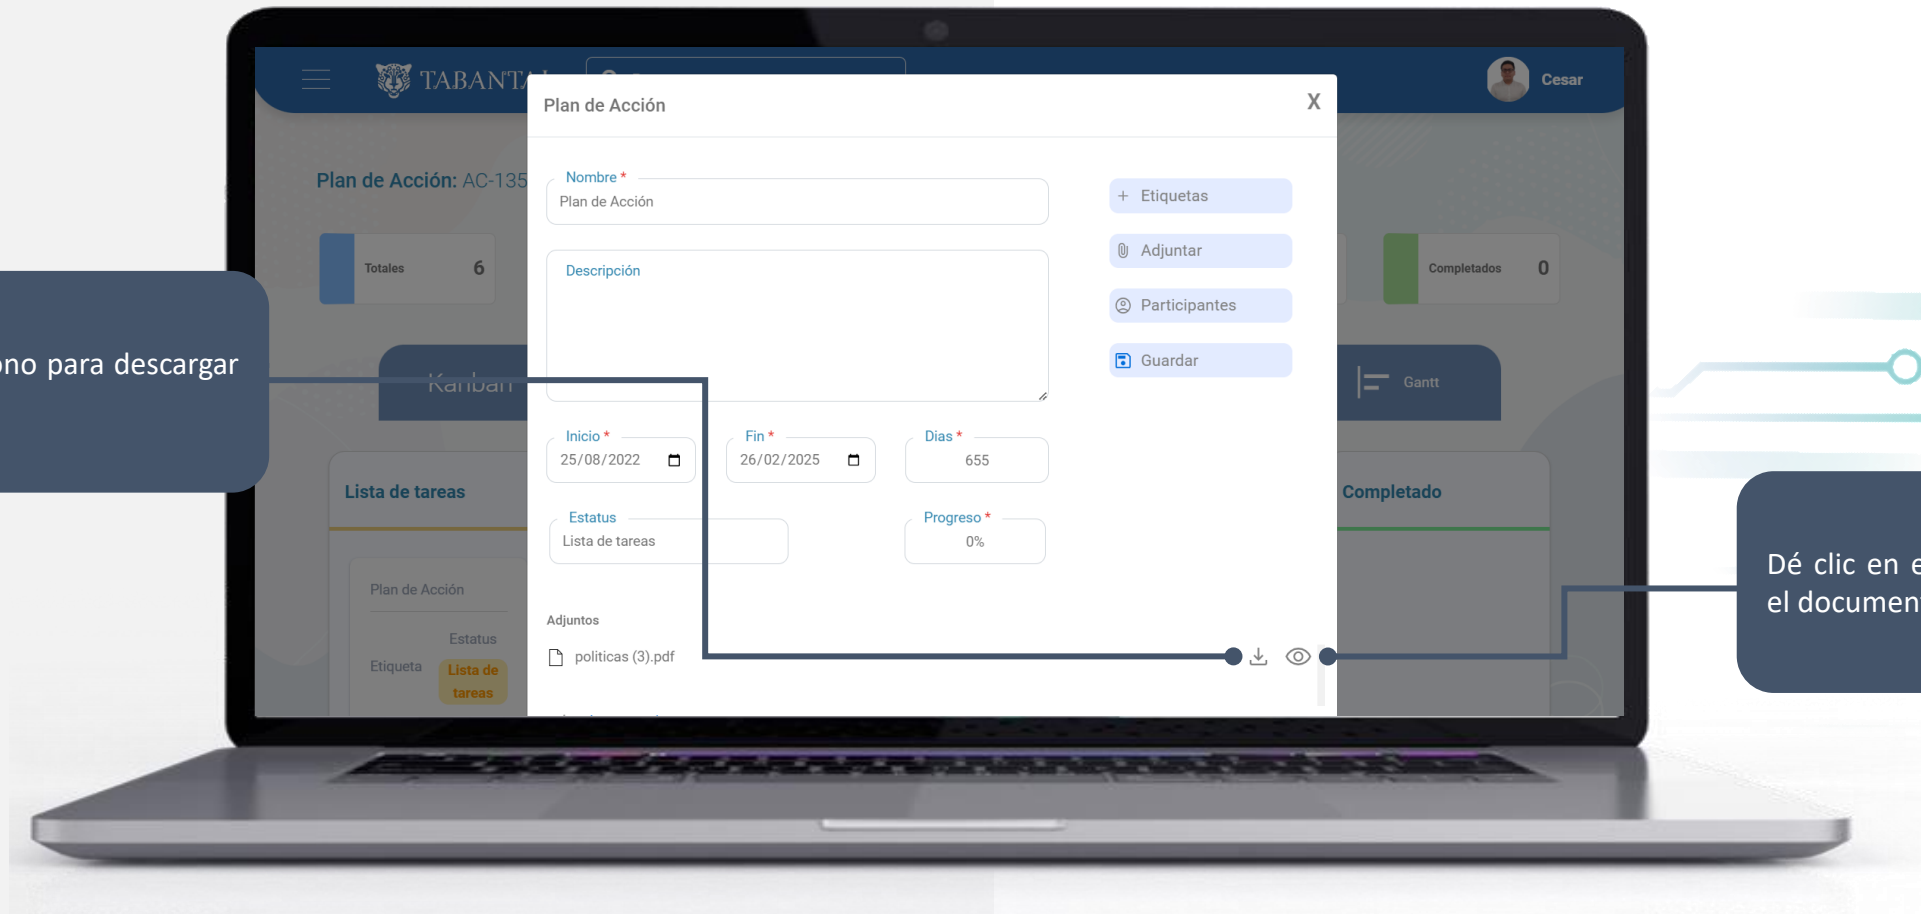 TABANTA
Cesar
Plan de Acción
X
Plan de Acción: AC-135
Nombre *
Plan de Acción
+ Etiquetas
Adjuntar
Totales 6
Descripción
Completados 0
Participantes
para descargar
Guardar
Kanban
Gantt
Inicio *
25/08/2022
Fin *
26/02/2025
Dias *
655
Lista de tareas
Completado
Estatus
Lista de tareas
Progreso *
0%
Dé clic en
el
Plan de Acción
Adjuntos
Estatus
politicas (3).pdf
Etiqueta
Lista de
tareas